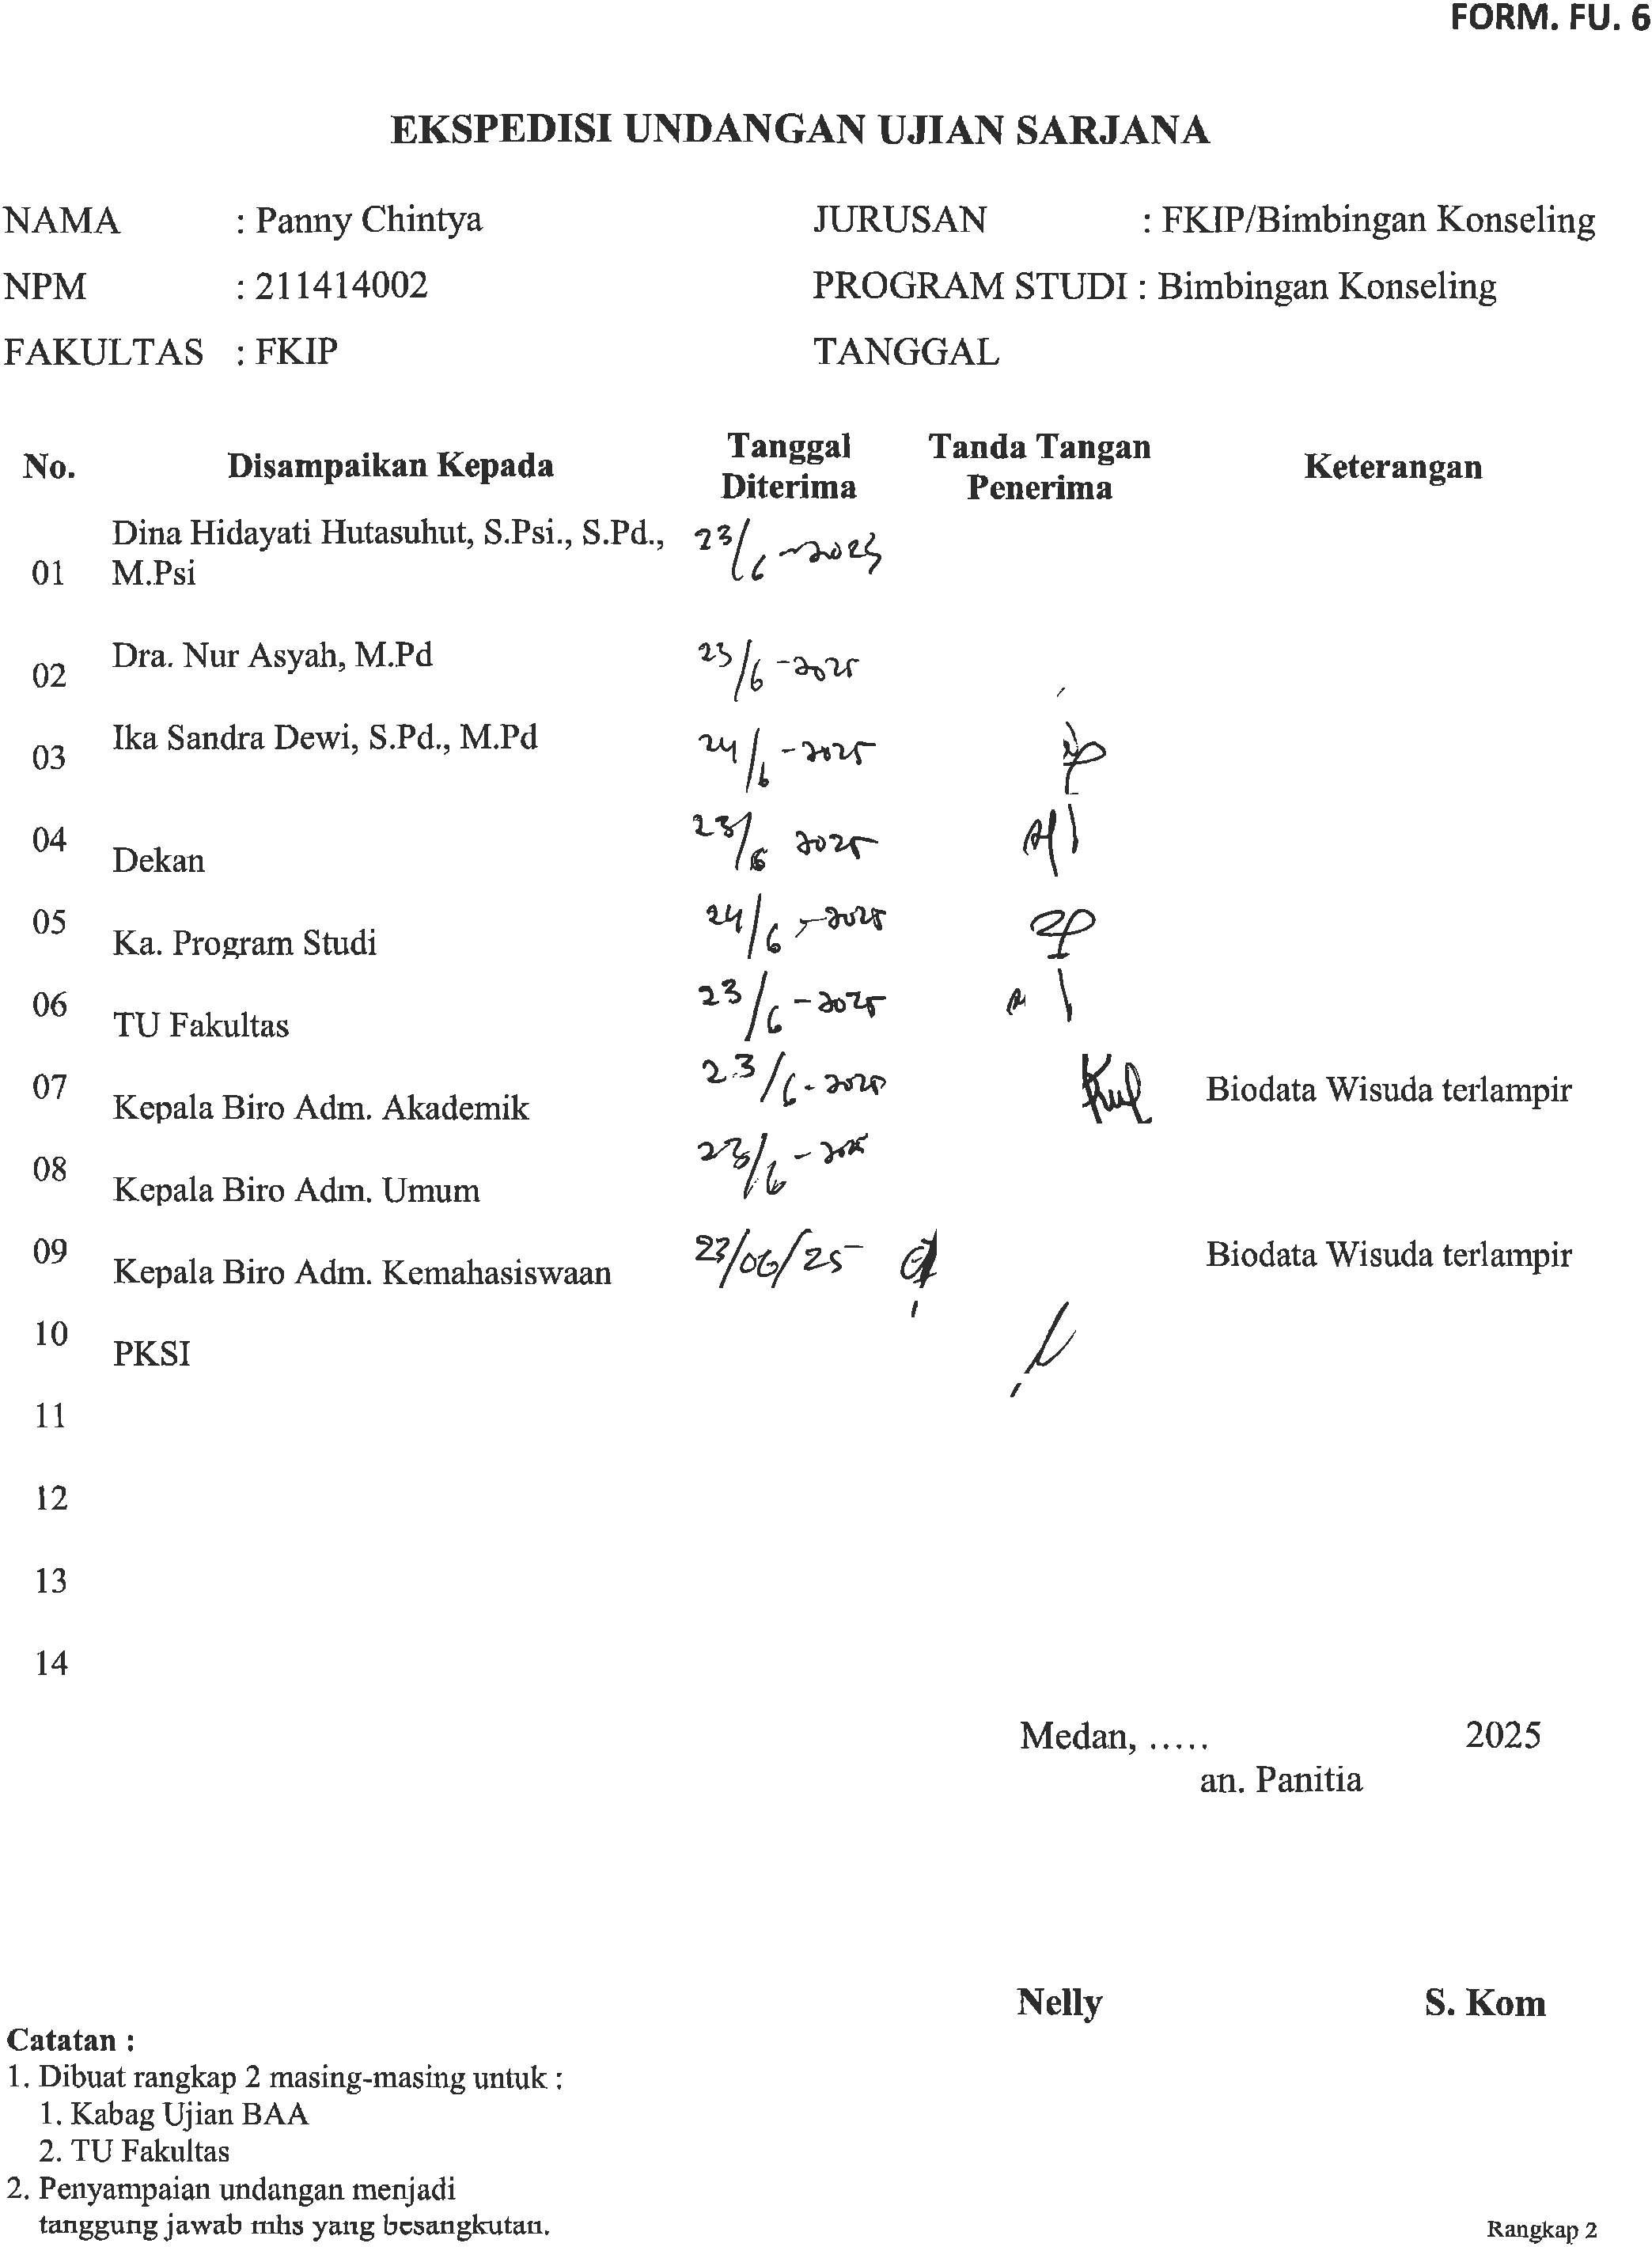 FORM. FU. 6
EKSPEDISI UNDANGAN UJIAN SARJANA
NAMA : Panny Chintya JURUSAN : FKIP/Bimbingan Konseling
NPM : 211414002 PROGRAM STUDI : Bimbingan Konseling
FAKULTAS : FKIP TANGGAL
No. Disampaikan Kepada Tanggal Diterima Tanda Tangan Penerima Keterangan
01 Dina Hidayati Hutasuhut, S.Psi., S.Pd., M.Psi 23/6-2025
02 Dra. Nur Asyah, M.Pd 23/6-2025
03 Ika Sandra Dewi, S.Pd., M.Pd 24/6-2025
04 Dekan 23/6 2025
05 Ka. Program Studi 24/6-2025
06 TU Fakultas 23/6-2025
07 Kepala Biro Adm. Akademik 23/6-2025 Biodata Wisuda terlampir
08 Kepala Biro Adm. Umum 23/6-2025
09 Kepala Biro Adm. Kemahasiswaan 23/06/25 Biodata Wisuda terlampir
10 PKSI
11
12
13
14
Medan, ..... 2025
an. Panitia
Nelly S. Kom
Catatan :
1. Dibuat rangkap 2 masing-masing untuk :
1. Kabag Ujian BAA
2. TU Fakultas
2. Penyampaian undangan menjadi
tanggung jawab mhs yang besangkutan.
Rangkap 2